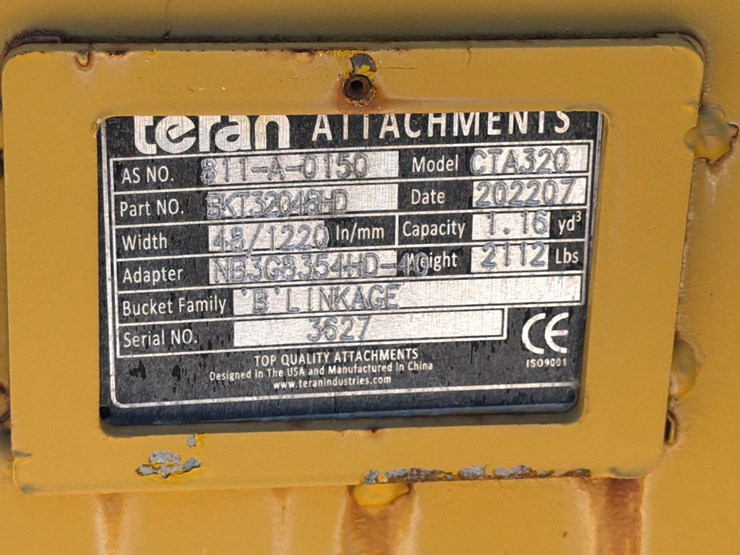 teran ATTACHMENTS
AS NO. 811-A-0150 Model CTA320
Part NO. BKT32048HD Date 202207
Width 48/1220 In/mm Capacity 1.16 yd³
Adapter NB3G8354HD-40 Weight 2112 Lbs
Bucket Family 'B'LINKAGE
Serial NO. 3627
CE
ISO9001
TOP QUALITY ATTACHMENTS
Designed in The USA and Manufactured in China
www.teranindustries.com